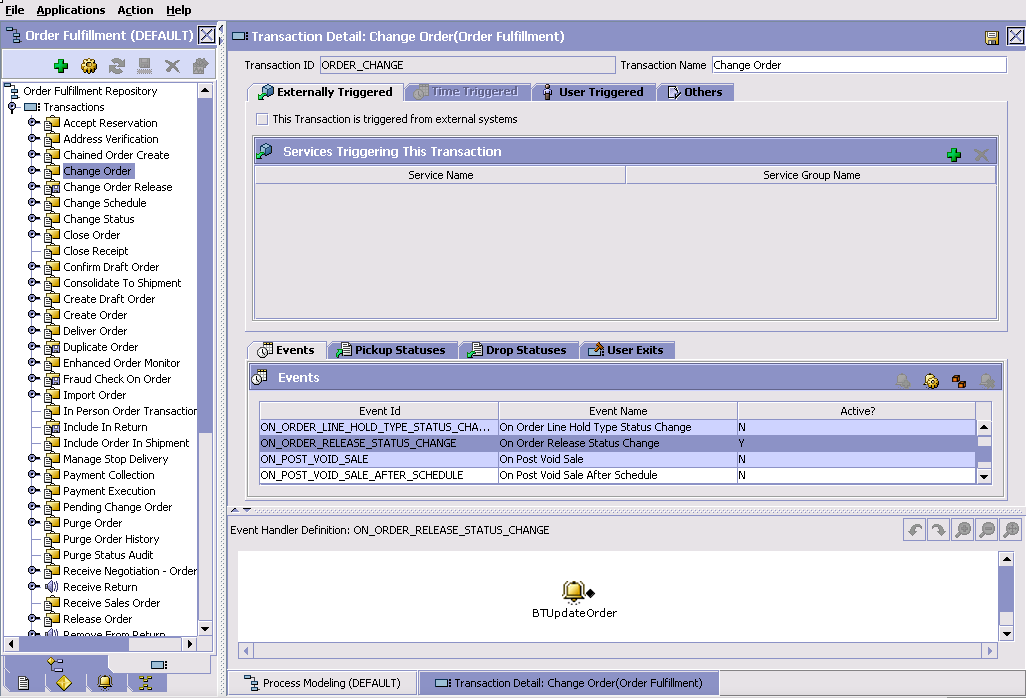 File Applications Action Help
Order Fulfillment (DEFAULT)
Order Fulfillment Repository
Transactions
Accept Reservation
Address Verification
Chained Order Create
Change Order
Change Order Release
Change Schedule
Change Status
Close Order
Close Receipt
Confirm Draft Order
Consolidate To Shipment
Create Draft Order
Create Order
Deliver Order
Duplicate Order
Enhanced Order Monitor
Fraud Check On Order
Import Order
In Person Order Transaction
Include In Return
Include Order In Shipment
Manage Stop Delivery
Payment Collection
Payment Execution
Pending Change Order
Purge Order
Purge Order History
Purge Status Audit
Receive Negotiation - Order
Receive Return
Receive Sales Order
Release Order
Remove From Return
Transaction Detail: Change Order(Order Fulfillment)
Transaction ID ORDER_CHANGE Transaction Name Change Order
Externally Triggered Time Triggered User Triggered Others
This Transaction is triggered from external systems
Services Triggering This Transaction
Service Name Service Group Name
Events Pickup Statuses Drop Statuses User Exits
Events
Event Id Event Name Active?
ON_ORDER_LINE_HOLD_TYPE_STATUS_CHA... On Order Line Hold Type Status Change N
ON_ORDER_RELEASE_STATUS_CHANGE On Order Release Status Change Y
ON_POST_VOID_SALE On Post Void Sale N
ON_POST_VOID_SALE_AFTER_SCHEDULE On Post Void Sale After Schedule N
Event Handler Definition: ON_ORDER_RELEASE_STATUS_CHANGE
BTUpdateOrder
Process Modeling (DEFAULT) Transaction Detail: Change Order(Order Fulfillment)